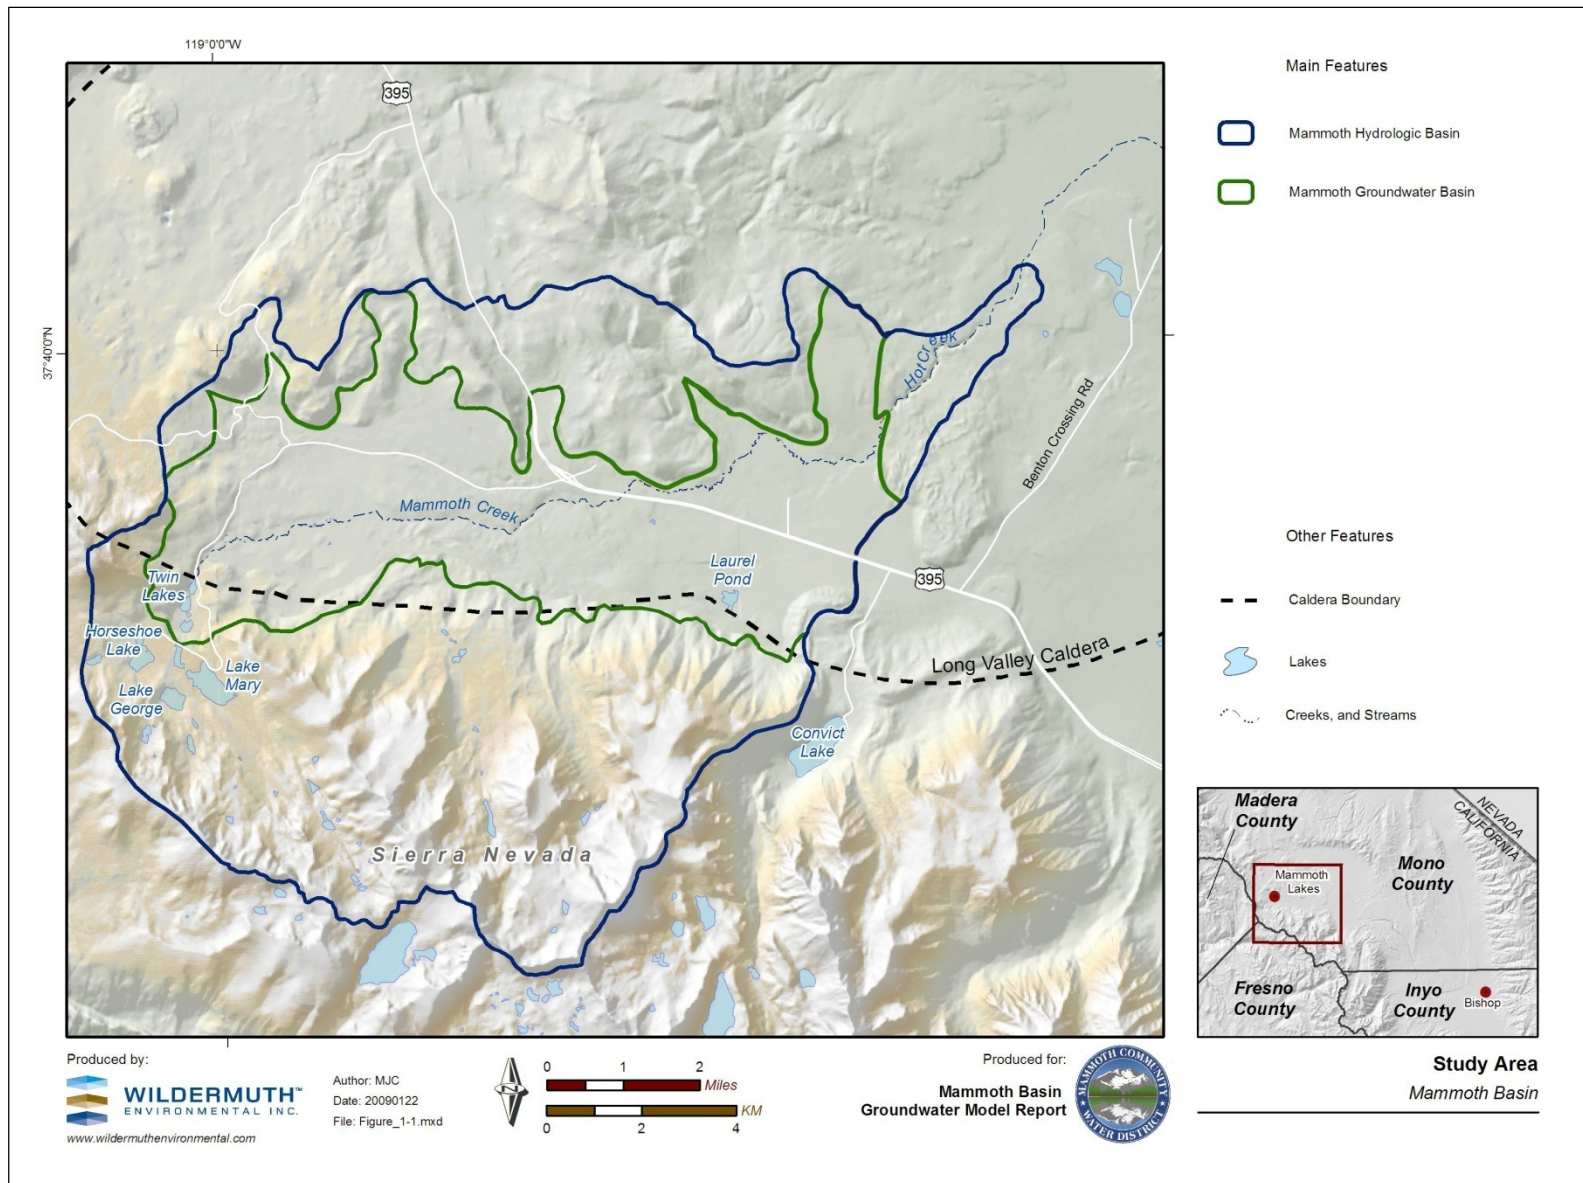 119°0'0"W
37°40'0"N
395
Hot Creek
Benton Crossing Rd
Mammoth Creek
Laurel
Pond
395
Twin
Lakes
Horseshoe
Lake
Lake
Mary
Lake
George
Long Valley Caldera
Convict
Lake
Sierra Nevada
Main Features
Mammoth Hydrologic Basin
Mammoth Groundwater Basin
Other Features
Caldera Boundary
Lakes
Creeks, and Streams
Madera
County
NEVADA
CALIFORNIA
Mono
County
Mammoth
Lakes
Fresno
County
Inyo
County
Bishop
Produced by:
WILDERMUTH™
ENVIRONMENTAL INC.
www.wildermuthenvironmental.com
Author: MJC
Date: 20090122
File: Figure_1-1.mxd
N
0 1 2
Miles
KM
0 2 4
Produced for:
Mammoth Basin
Groundwater Model Report
MAMMOTH COMMUNITY
WATER DISTRICT
Study Area
Mammoth Basin